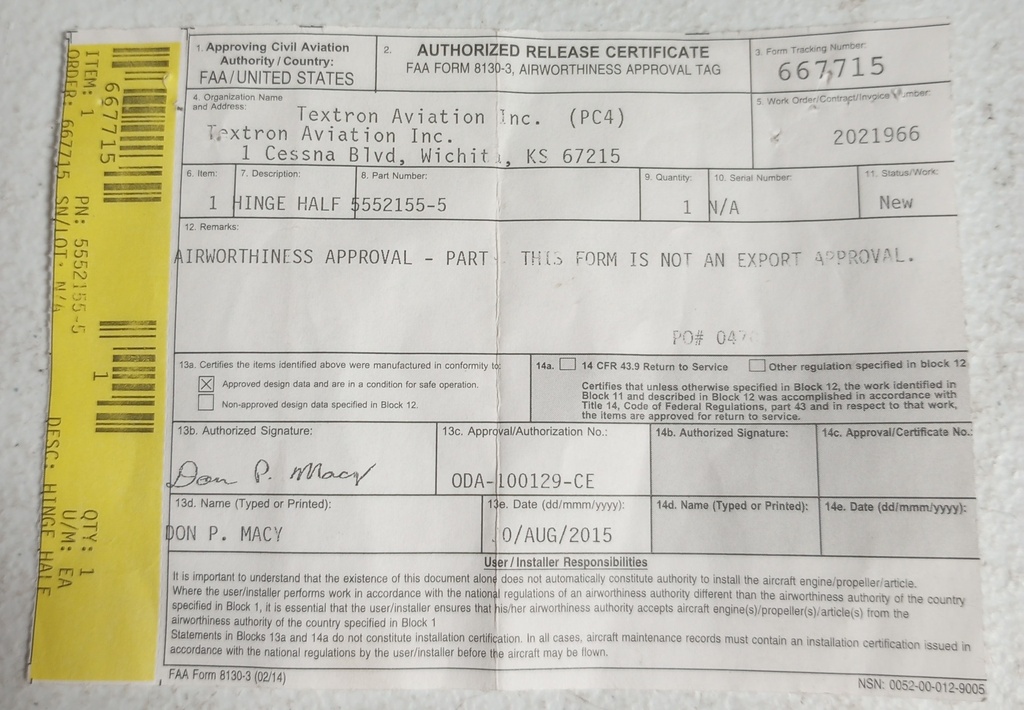 ITEM: 1
ORDER: 667715
667715
PN: 5552155-5
SN/LOT: N/A
1
DESC: HINGE HALF
QTY: 1
U/M: EA
1. Approving Civil Aviation
Authority / Country:
FAA/UNITED STATES
2. AUTHORIZED RELEASE CERTIFICATE
FAA FORM 8130-3, AIRWORTHINESS APPROVAL TAG
3. Form Tracking Number:
667715
4. Organization Name
and Address:
Textron Aviation Inc. (PC4)
Textron Aviation Inc.
1 Cessna Blvd, Wichita, KS 67215
5. Work Order/Contract/Invoice Number:
2021966
6. Item:
1
7. Description:
HINGE HALF
8. Part Number:
5552155-5
9. Quantity:
1
10. Serial Number:
N/A
11. Status/Work:
New
12. Remarks:
AIRWORTHINESS APPROVAL - PART THIS FORM IS NOT AN EXPORT APPROVAL.
PO#
13a. Certifies the items identified above were manufactured in conformity to:
Approved design data and are in a condition for safe operation.
Non-approved design data specified in Block 12.
14a. 14 CFR 43.9 Return to Service Other regulation specified in block 12
Certifies that unless otherwise specified in Block 12, the work identified in
Block 11 and described in Block 12 was accomplished in accordance with
Title 14, Code of Federal Regulations, part 43 and in respect to that work,
the items are approved for return to service.
13b. Authorized Signature:
Don P. Macy
13c. Approval/Authorization No.:
ODA-100129-CE
14b. Authorized Signature:
14c. Approval/Certificate No.:
13d. Name (Typed or Printed):
DON P. MACY
13e. Date (dd/mmm/yyyy):
0/AUG/2015
14d. Name (Typed or Printed):
14e. Date (dd/mmm/yyyy):
User / Installer Responsibilities
It is important to understand that the existence of this document alone does not automatically constitute authority to install the aircraft engine/propeller/article.
Where the user/installer performs work in accordance with the national regulations of an airworthiness authority different than the airworthiness authority of the country
specified in Block 1, it is essential that the user/installer ensures that his/her airworthiness authority accepts aircraft engine(s)/propeller(s)/article(s) from the
airworthiness authority of the country specified in Block 1
Statements in Blocks 13a and 14a do not constitute installation certification. In all cases, aircraft maintenance records must contain an installation certification issued in
accordance with the national regulations by the user/installer before the aircraft may be flown.
FAA Form 8130-3 (02/14)
NSN: 0052-00-012-9005